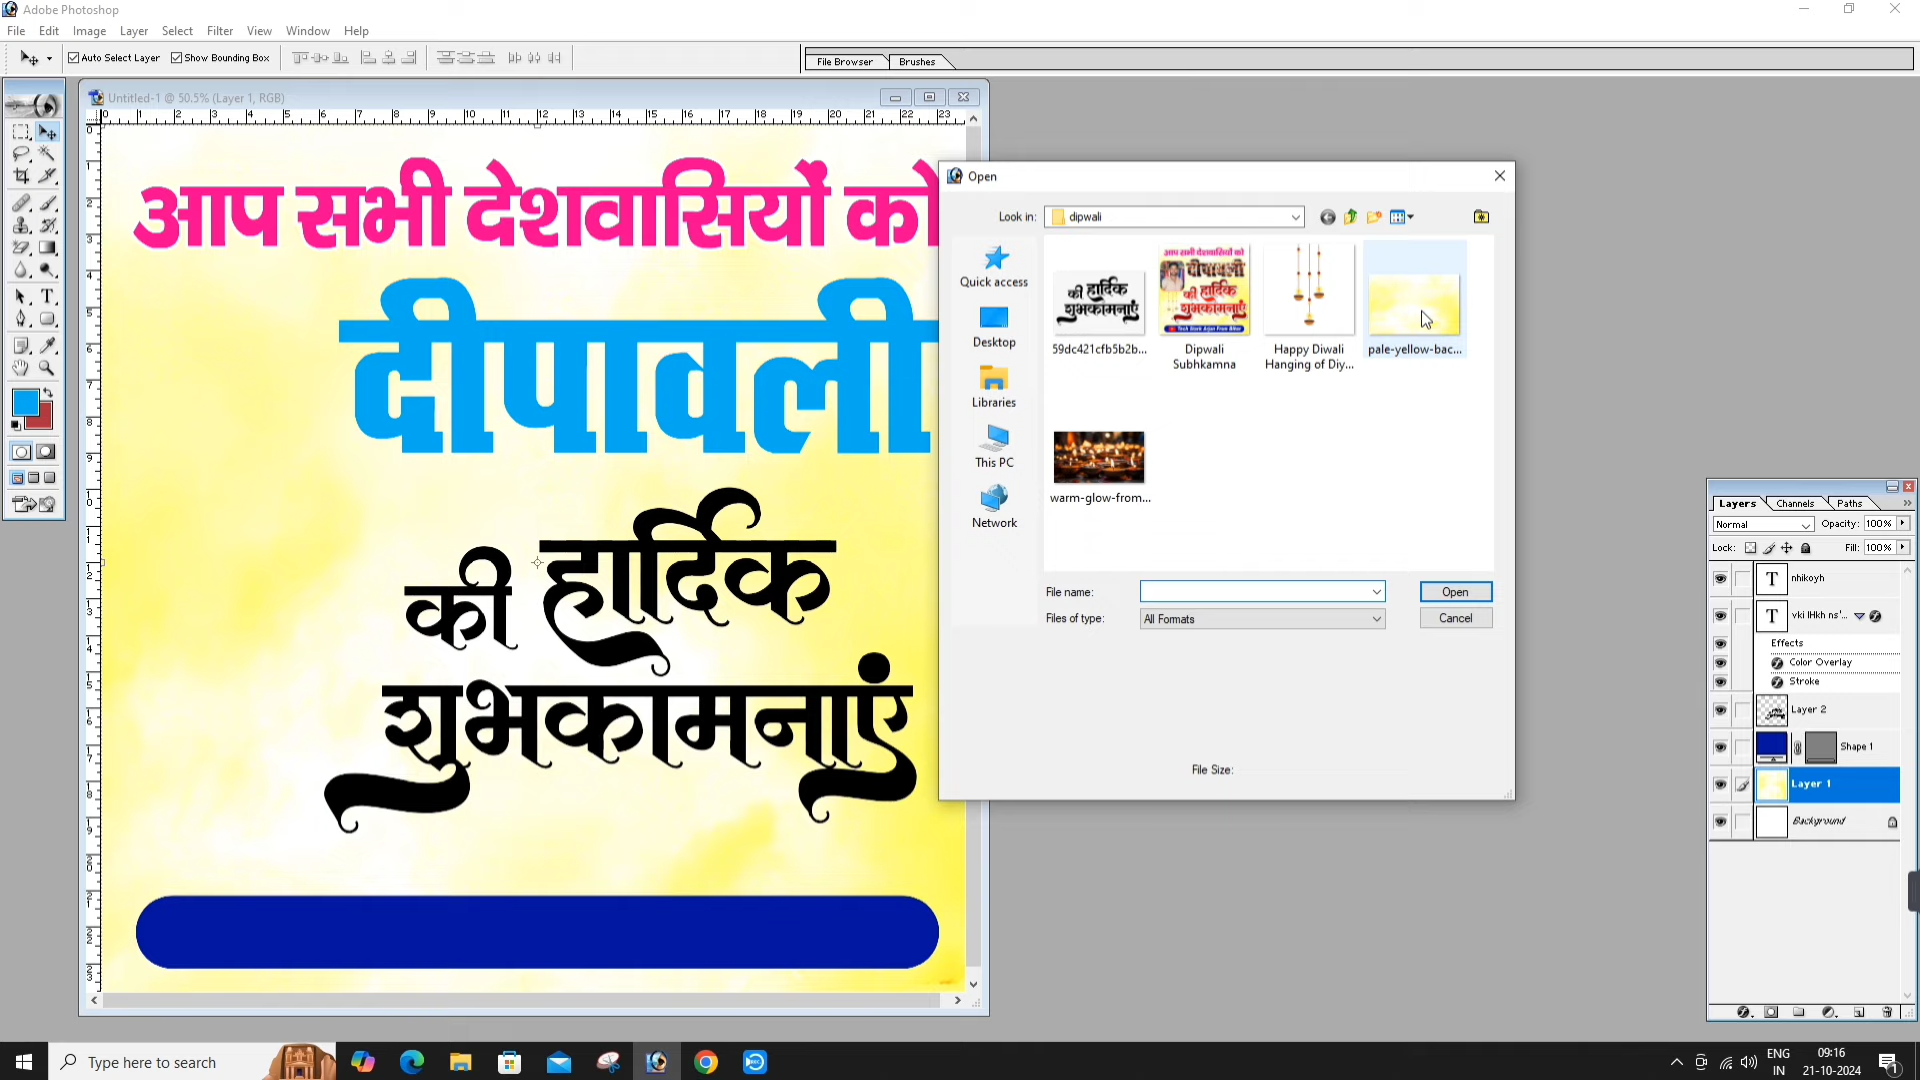 Adobe Photoshop
File Edit Image Layer Select Filter View Window Help
Auto Select Layer Show Bounding Box
File Browser Brushes
Untitled-1 @ 50.5% (Layer 1, RGB)
आप सभी देशवासियों को
दीपावली
की हार्दिक
शुभकामनाएं
Open
Look in: dipwali
Quick access
Desktop
Libraries
This PC
Network
59dc421cfb5b2b...
Dipwali Subhkamna
Happy Diwali Hanging of Diy...
pale-yellow-bac...
warm-glow-from...
File name: Open
Files of type: All Formats Cancel
File Size:
Layers Channels Paths
Normal Opacity: 100%
Lock: Fill: 100%
T nhikoyh
T vki lHkh ns'...
Effects
Color Overlay
Stroke
Layer 2
Shape 1
Layer 1
Background
Type here to search
ENG IN
09:16
21-10-2024